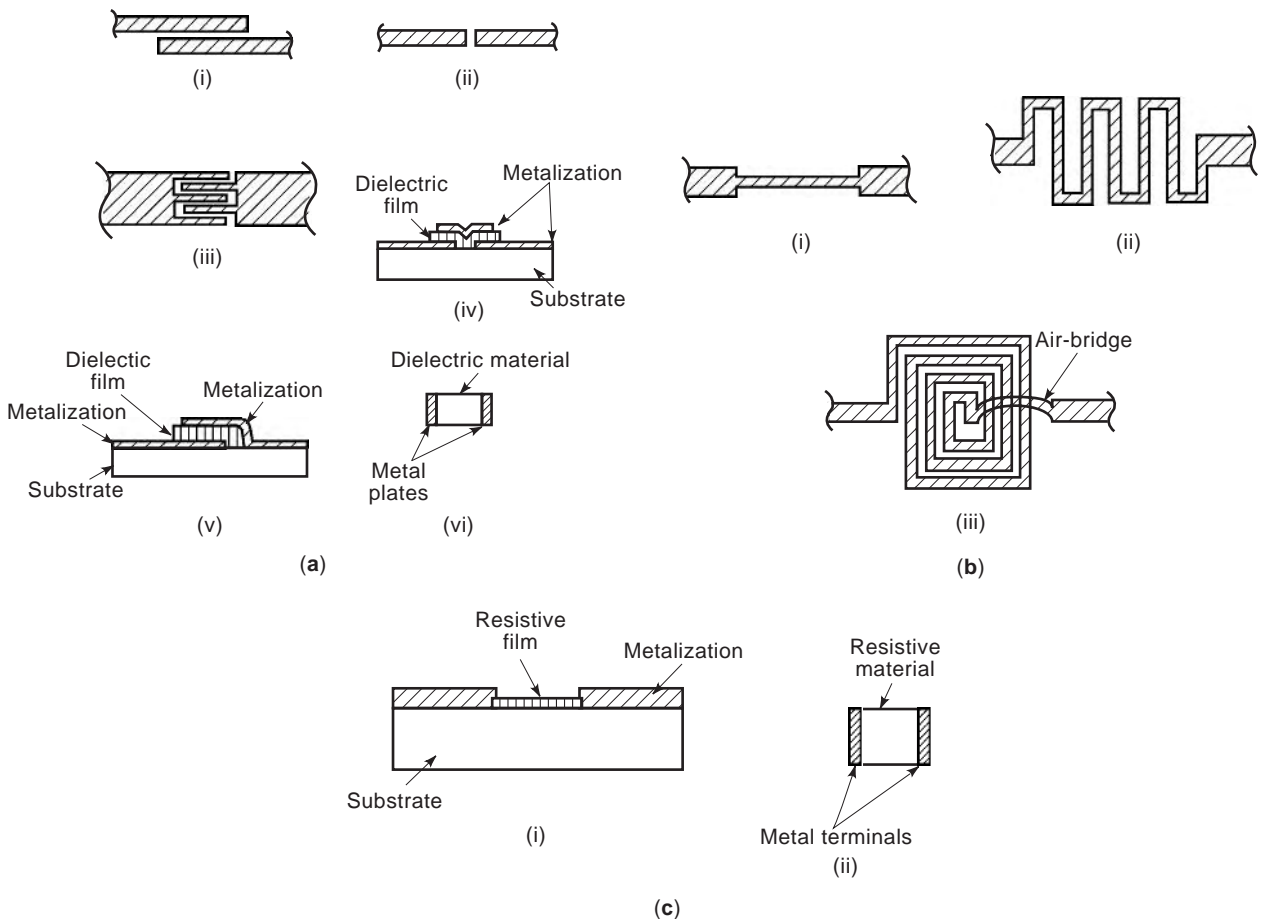 (i)
(ii)
(iii)
Dielectric
film
Metalization
Substrate
(iv)
Dielectic
film
Metalization
Metalization
Substrate
(v)
Dielectric material
Metal
plates
(vi)
(a)
(i)
(ii)
Air-bridge
(iii)
(b)
Resistive
film
Metalization
Substrate
(i)
Resistive
material
Metal terminals
(ii)
(c)